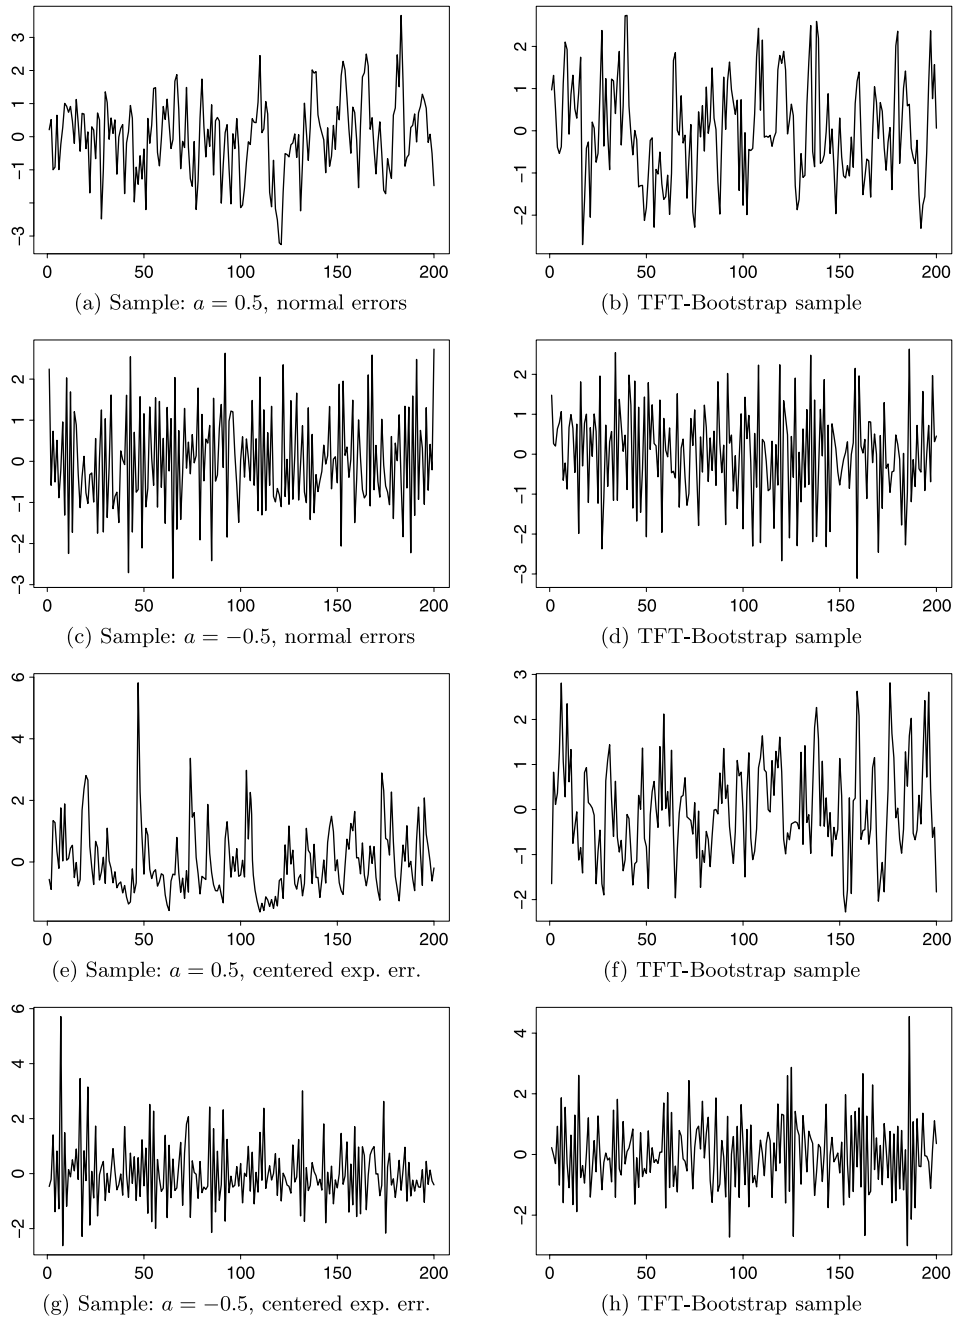 3
1
0
−1
−3
0 50 100 150 200
(a) Sample: a = 0.5, normal errors
2
1
0
−1
−2
0 50 100 150 200
(b) TFT-Bootstrap sample
2
1
0
−1
−2
−3
0 50 100 150 200
(c) Sample: a = −0.5, normal errors
2
1
0
−1
−2
−3
0 50 100 150 200
(d) TFT-Bootstrap sample
6
4
2
0
0 50 100 150 200
(e) Sample: a = 0.5, centered exp. err.
3
2
1
0
−1
−2
0 50 100 150 200
(f) TFT-Bootstrap sample
6
4
2
0
−2
0 50 100 150 200
(g) Sample: a = −0.5, centered exp. err.
4
2
0
−2
0 50 100 150 200
(h) TFT-Bootstrap sample